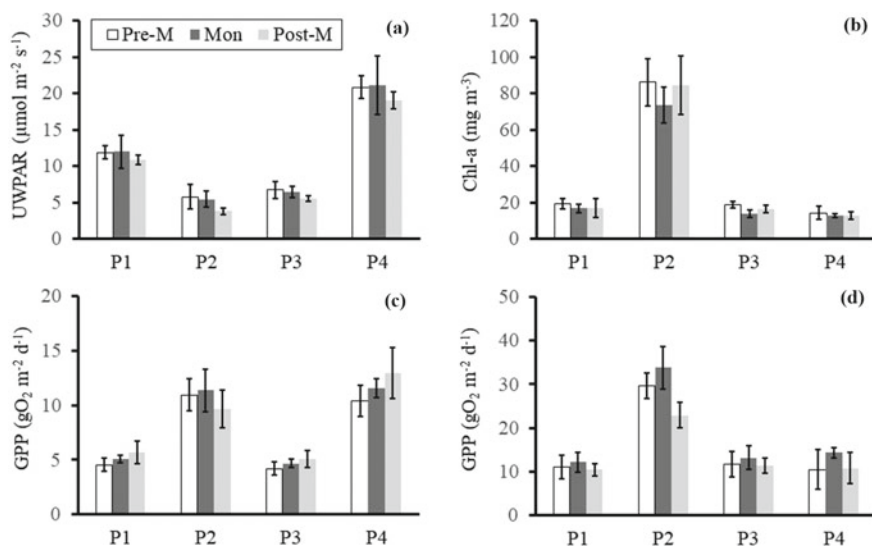 Pre-M Mon Post-M
(a)
UWPAR (µmol m⁻² s⁻¹)
30
25
20
15
10
5
0
P1 P2 P3 P4
(b)
Chl-a (mg m⁻³)
120
100
80
60
40
20
0
P1 P2 P3 P4
(c)
GPP (gO₂ m⁻² d⁻¹)
20
15
10
5
0
P1 P2 P3 P4
(d)
GPP (gO₂ m⁻² d⁻¹)
50
40
30
20
10
0
P1 P2 P3 P4